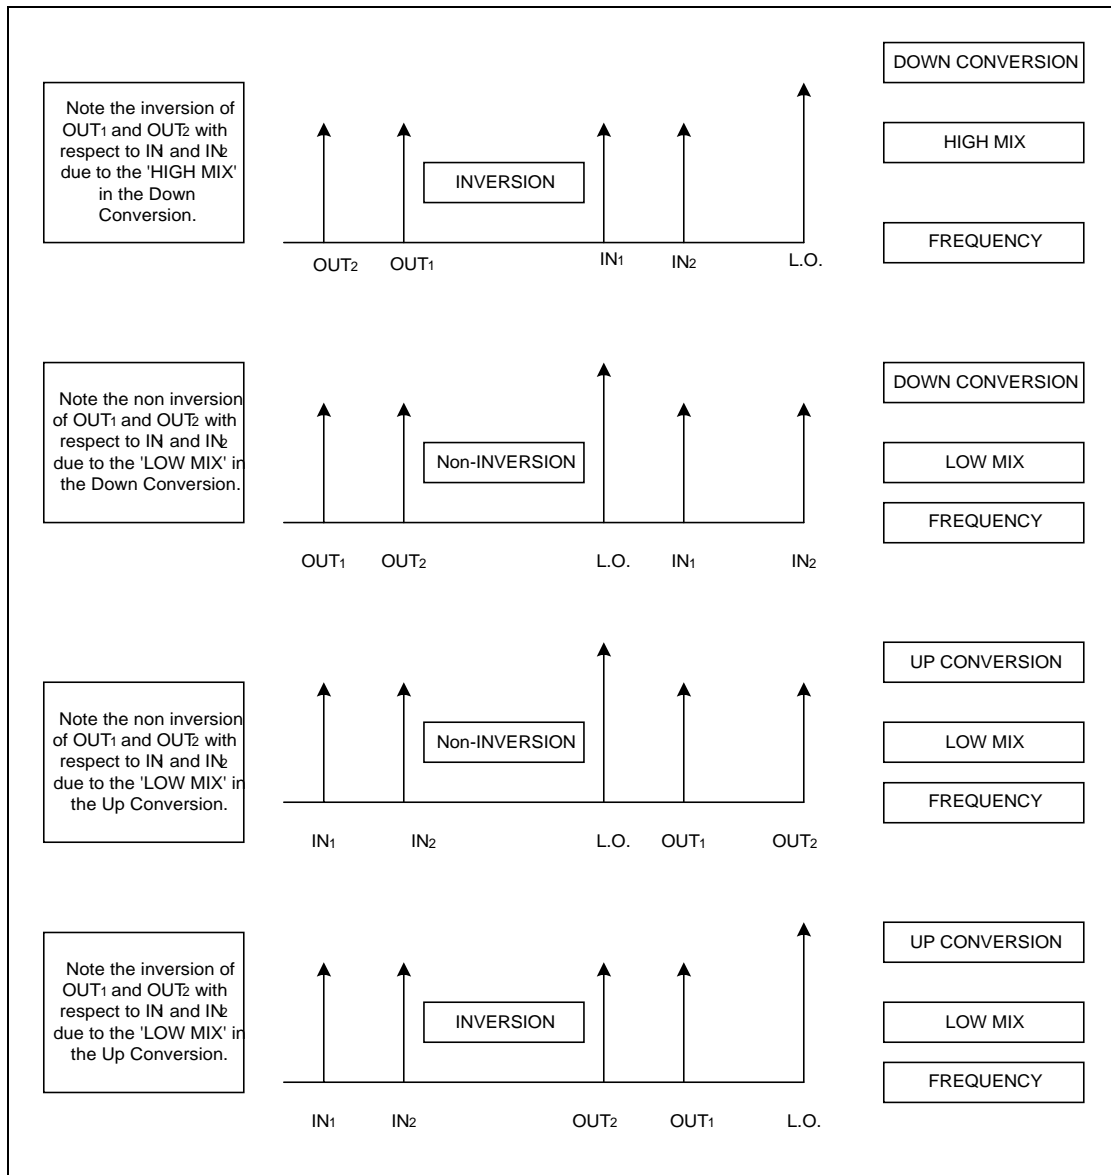 DOWN CONVERSION
Note the inversion of
OUT1 and OUT2 with
respect to IN1 and IN2
due to the 'HIGH MIX'
in the Down
Conversion.
HIGH MIX
INVERSION
FREQUENCY
OUT2 OUT1 IN1 IN2 L.O.
DOWN CONVERSION
Note the non inversion
of OUT1 and OUT2 with
respect to IN1 and IN2
due to the 'LOW MIX' in
the Down Conversion.
Non-INVERSION
LOW MIX
FREQUENCY
OUT1 OUT2 L.O. IN1 IN2
UP CONVERSION
Note the non inversion
of OUT1 and OUT2 with
respect to IN1 and IN2
due to the 'LOW MIX' in
the Up Conversion.
Non-INVERSION
LOW MIX
FREQUENCY
IN1 IN2 L.O. OUT1 OUT2
UP CONVERSION
Note the inversion of
OUT1 and OUT2 with
respect to IN1 and IN2
due to the 'LOW MIX' in
the Up Conversion.
INVERSION
LOW MIX
FREQUENCY
IN1 IN2 OUT2 OUT1 L.O.